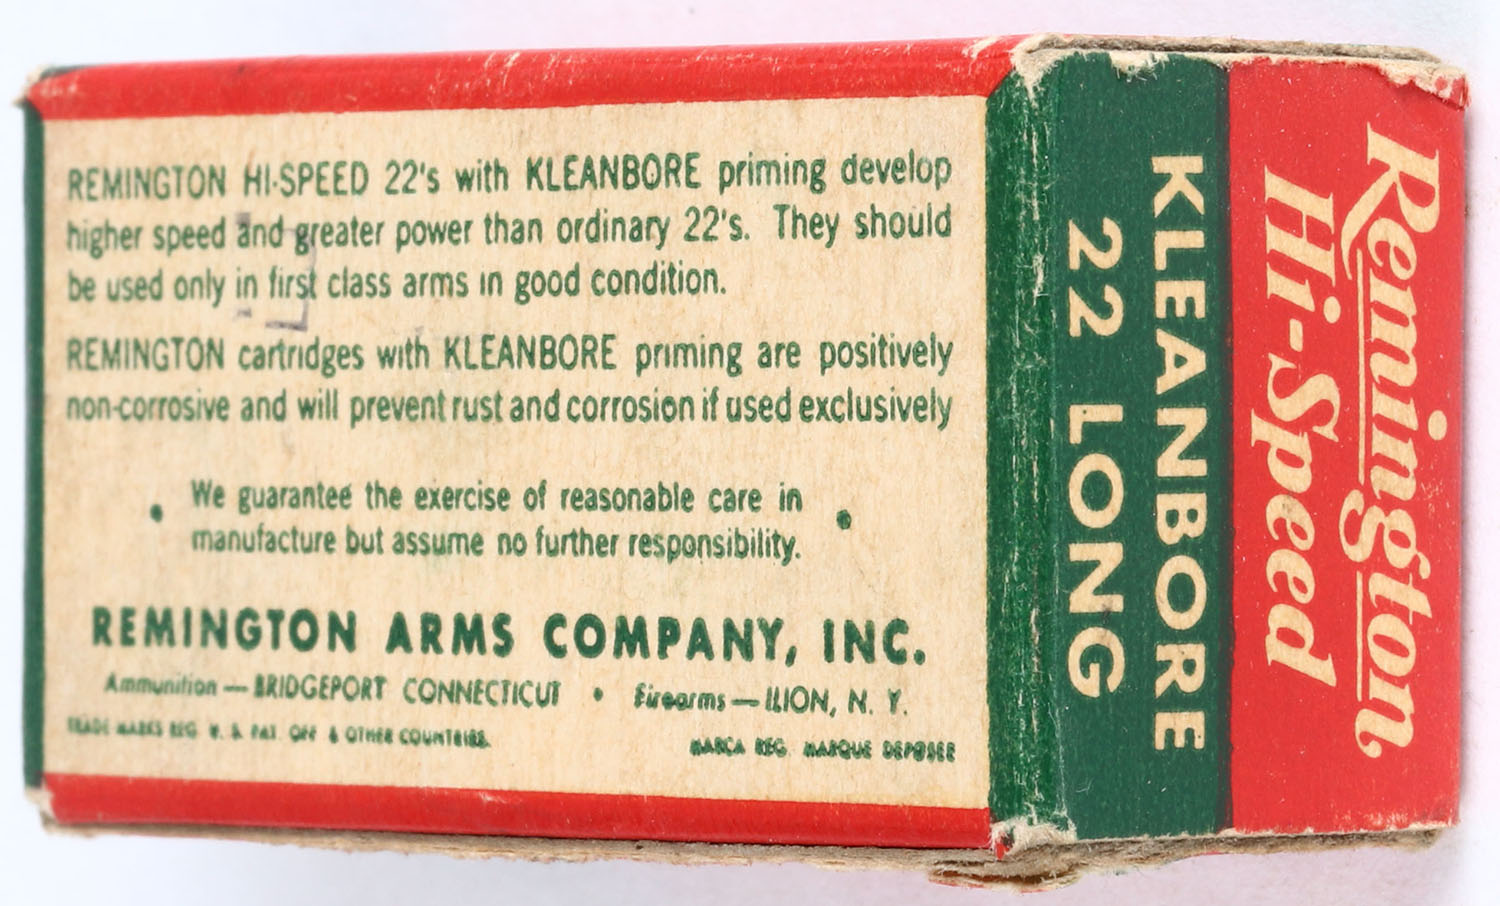 REMINGTON HI-SPEED 22's with KLEANBORE priming develop
higher speed and greater power than ordinary 22's. They should
be used only in first class arms in good condition.
REMINGTON cartridges with KLEANBORE priming are positively
non-corrosive and will prevent rust and corrosion if used exclusively
• We guarantee the exercise of reasonable care in •
manufacture but assume no further responsibility.
REMINGTON ARMS COMPANY, INC.
Ammunition — BRIDGEPORT CONNECTICUT • Firearms — ILION, N. Y.
TRADE MARKS REG. U. S. PAT. OFF & OTHER COUNTRIES. MARCA REG. MARQUE DEPOSEE
Remington
Hi-Speed
KLEANBORE
22 LONG